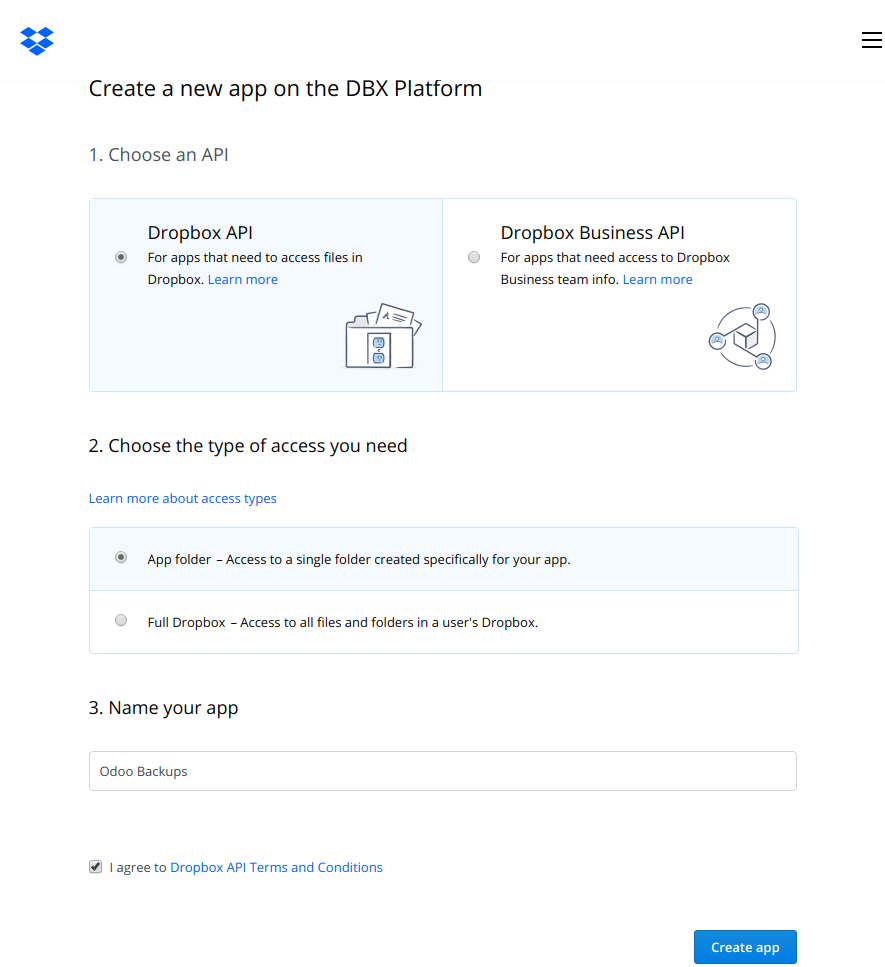 Create a new app on the DBX Platform
1. Choose an API
Dropbox API
For apps that need to access files in
Dropbox. Learn more
Dropbox Business API
For apps that need access to Dropbox
Business team info. Learn more
2. Choose the type of access you need
Learn more about access types
App folder – Access to a single folder created specifically for your app.
Full Dropbox – Access to all files and folders in a user's Dropbox.
3. Name your app
Odoo Backups
I agree to Dropbox API Terms and Conditions
Create app